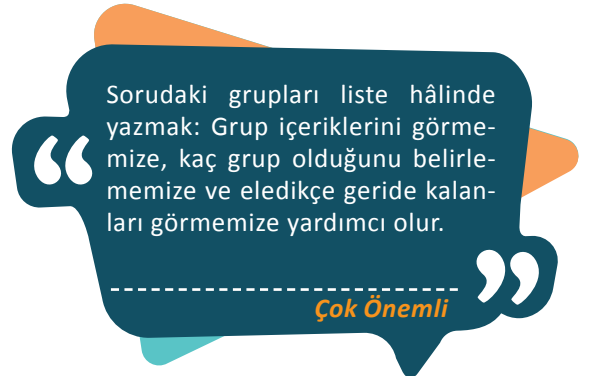 Sorudaki grupları liste hâlinde
yazmak: Grup içeriklerini görme-
mize, kaç grup olduğunu belirle-
memize ve eledikçe geride kalan-
ları görmemize yardımcı olur.
Çok Önemli